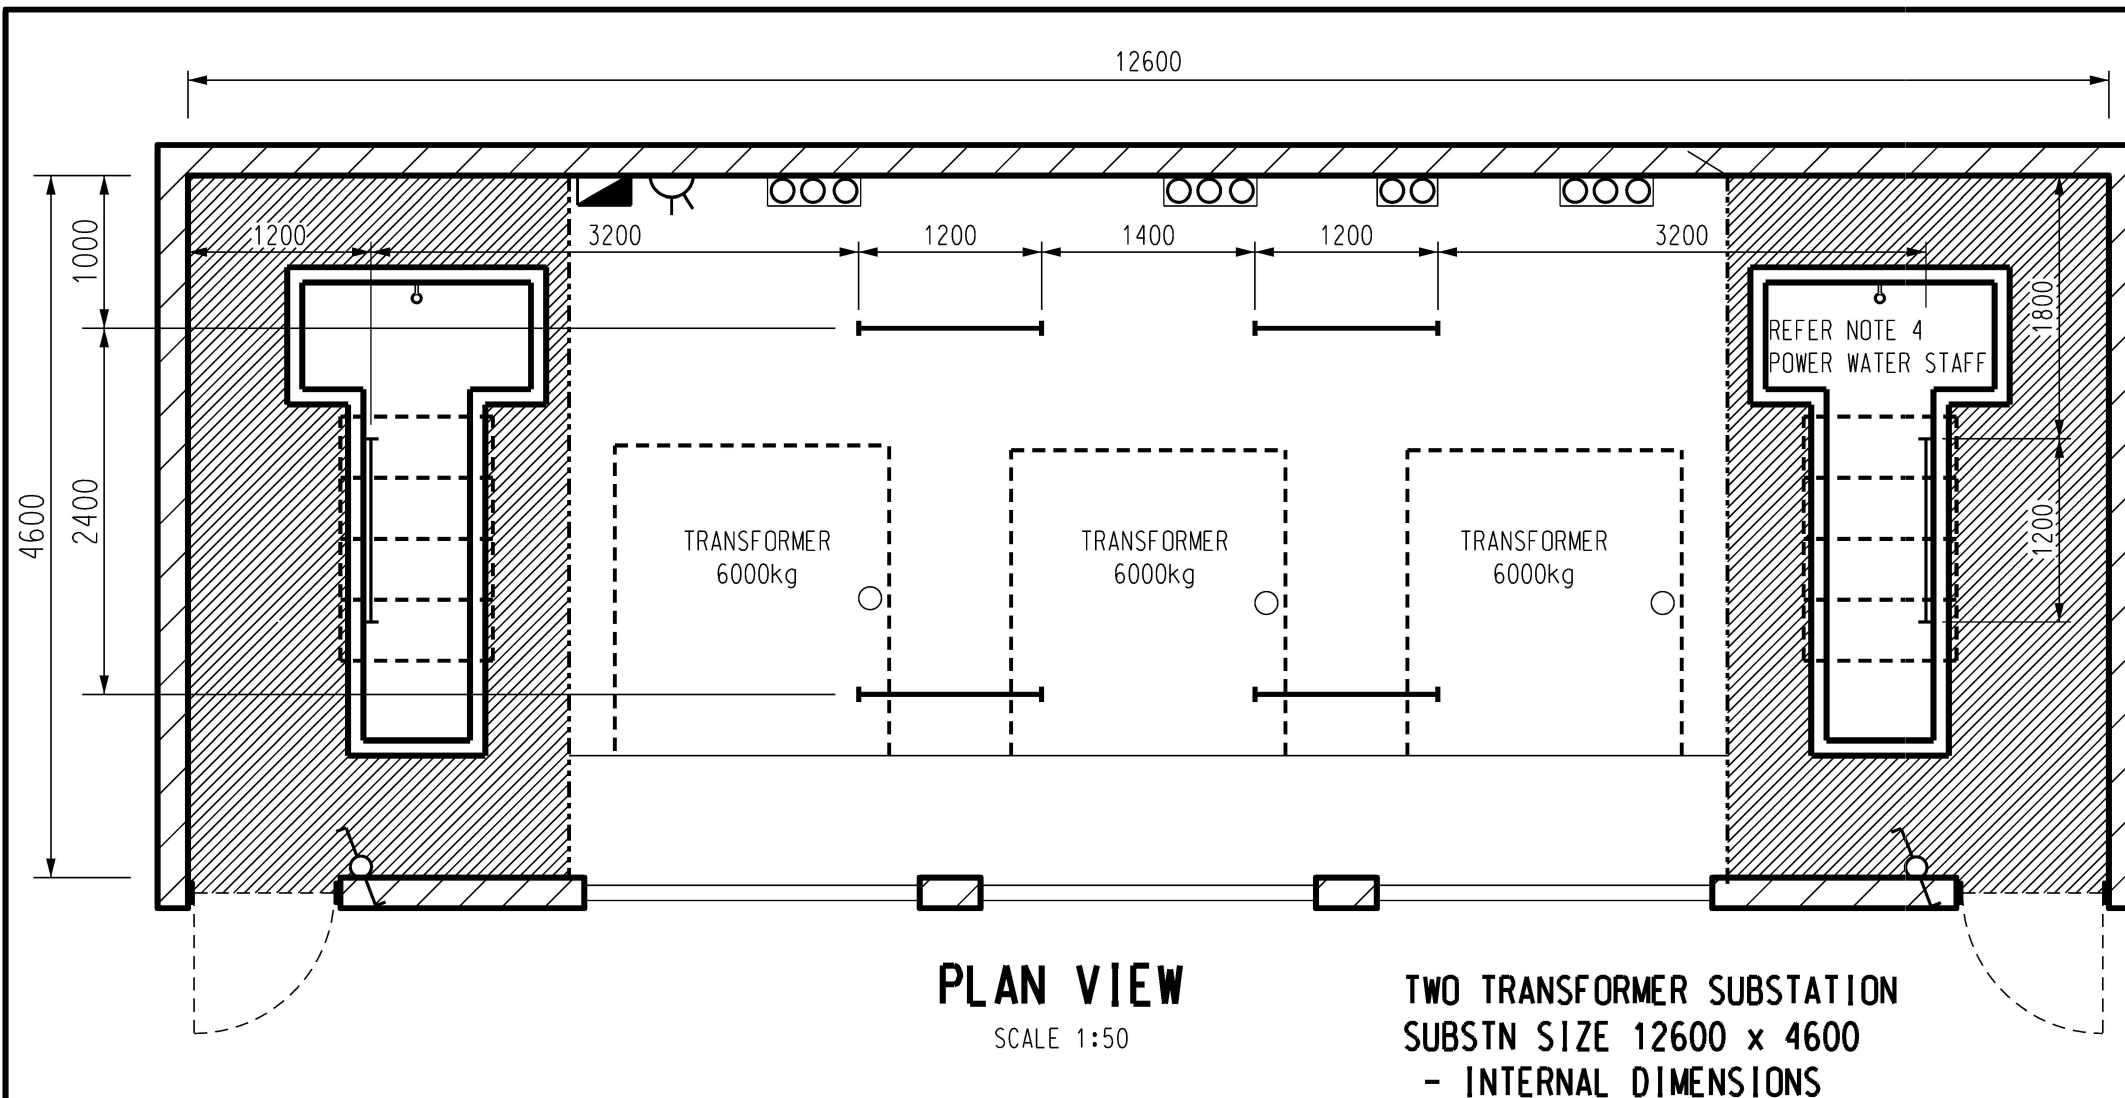 12600
1200
3200
1200
1400
1200
3200
1000
2400
4600
1800
1200
REFER NOTE 4
POWER WATER STAFF
TRANSFORMER
6000kg
TRANSFORMER
6000kg
TRANSFORMER
6000kg
PLAN VIEW
SCALE 1:50
TWO TRANSFORMER SUBSTATION
SUBSTN SIZE 12600 x 4600
- INTERNAL DIMENSIONS